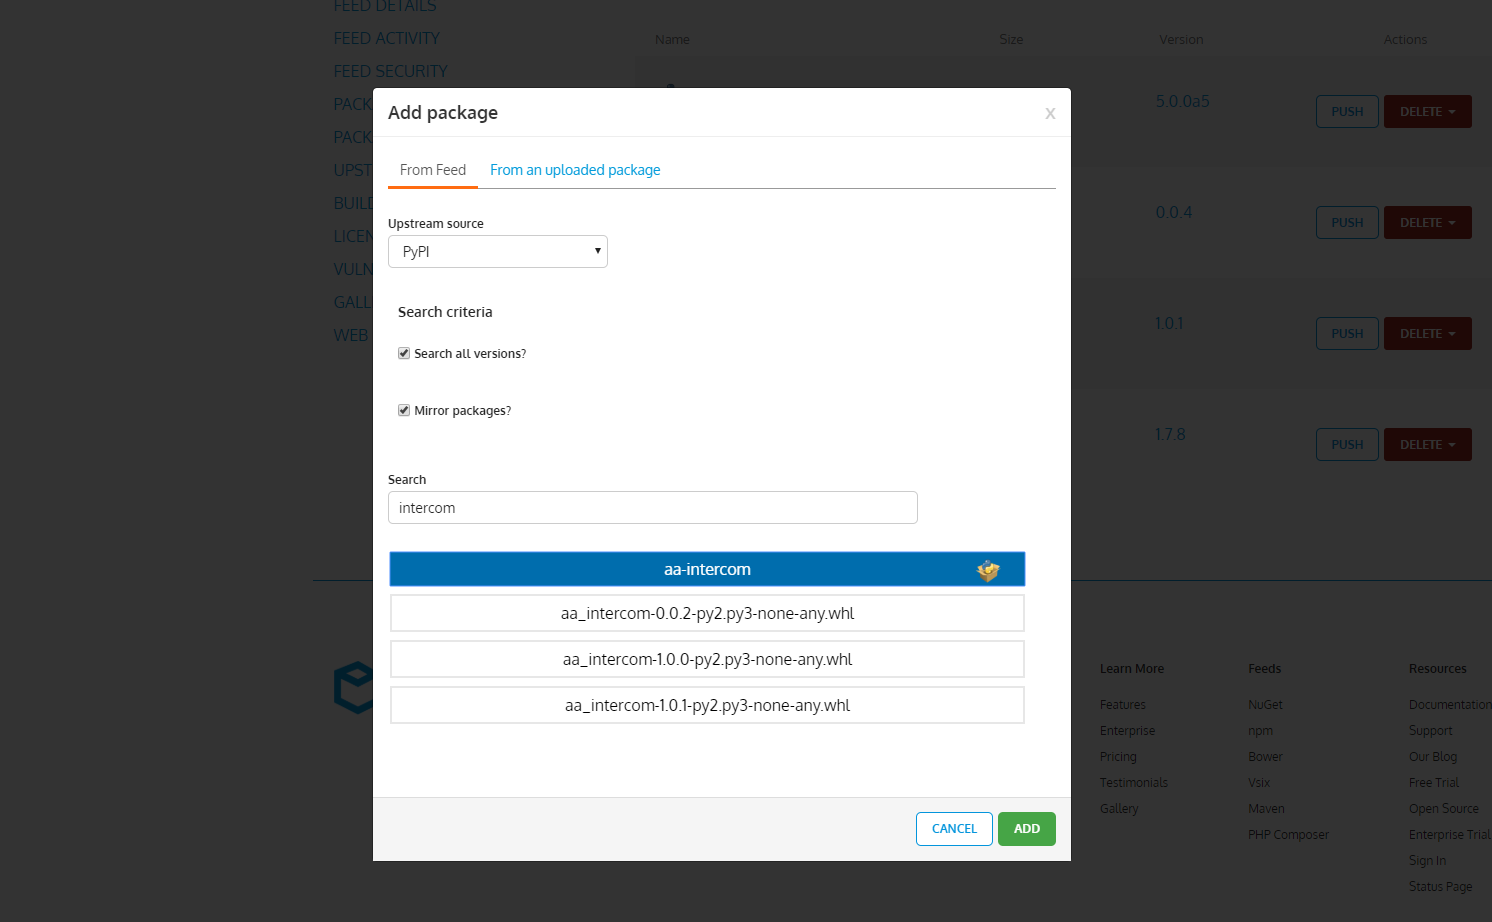 FEED DETAILS
FEED ACTIVITY
FEED SECURITY
PACK
PACK
UPST
BUILD
LICEN
VULN
GALL
WEB
Name Size Version Actions
5.0.0a5 PUSH DELETE
0.0.4 PUSH DELETE
1.0.1 PUSH DELETE
1.7.8 PUSH DELETE
Add package X
From Feed From an uploaded package
Upstream source
PyPI
Search criteria
Search all versions?
Mirror packages?
Search
intercom
aa-intercom
aa_intercom-0.0.2-py2.py3-none-any.whl
aa_intercom-1.0.0-py2.py3-none-any.whl
aa_intercom-1.0.1-py2.py3-none-any.whl
CANCEL ADD
Learn More
Features
Enterprise
Pricing
Testimonials
Gallery
Feeds
NuGet
npm
Bower
Vsix
Maven
PHP Composer
Resources
Documentation
Support
Our Blog
Free Trial
Open Source
Enterprise Trial
Sign In
Status Page